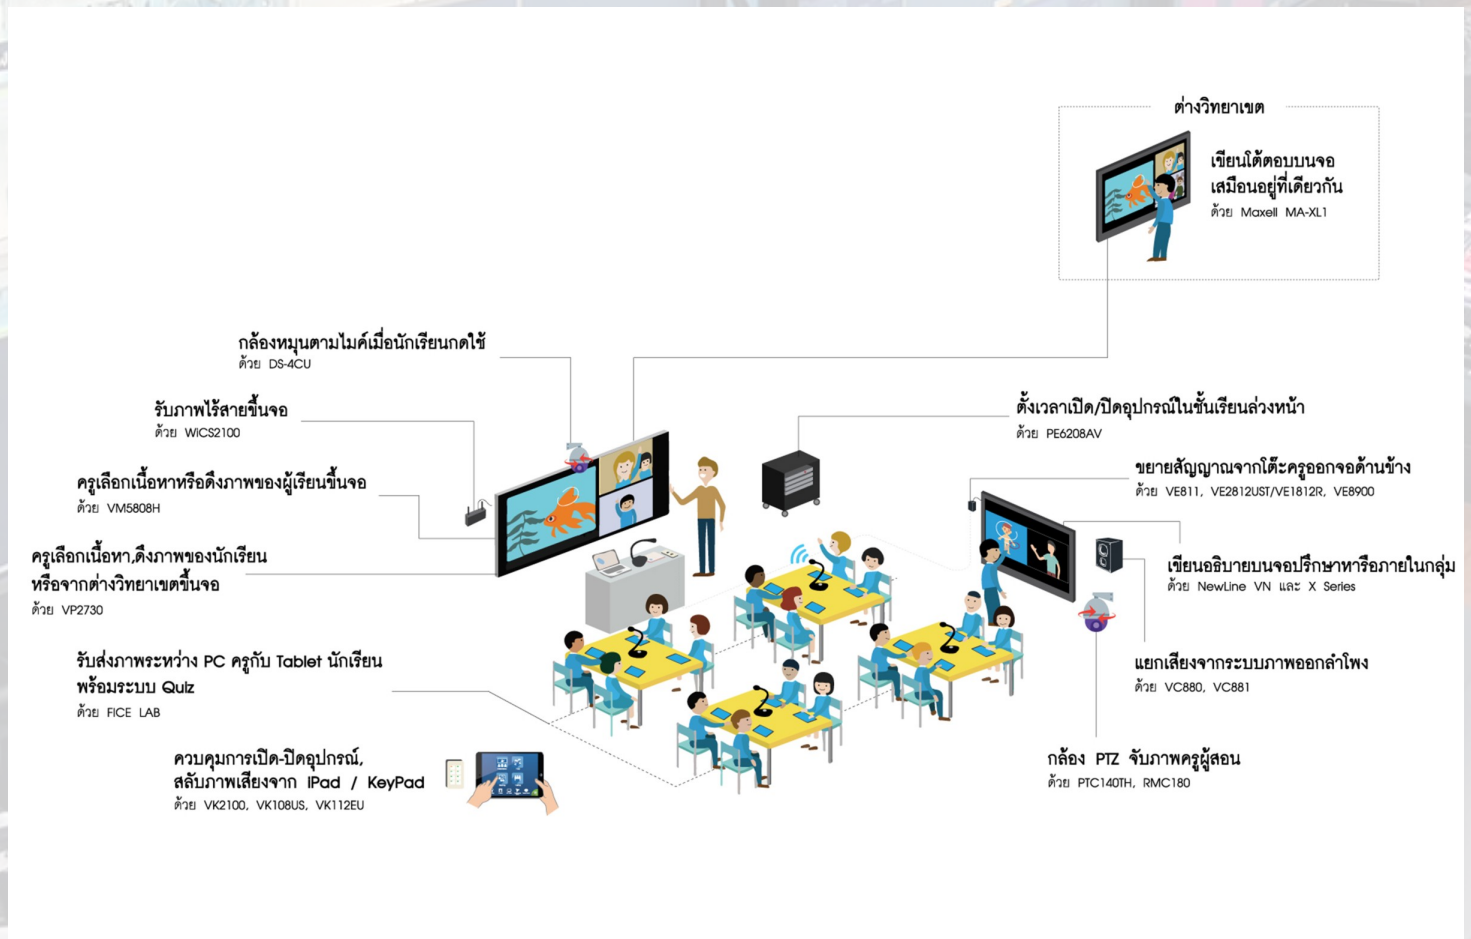 ต่างวิทยาเขต
เขียนโต้ตอบบนจอ
เสมือนอยู่ที่เดียวกัน
ด้วย Maxell MA-XL1
กล้องหมุนตามไมค์เมื่อนักเรียนกดใช้
ด้วย DS-4CU
รับภาพไร้สายขึ้นจอ
ด้วย WiCS2100
ครูเลือกเนื้อหาหรือดึงภาพของผู้เรียนขึ้นจอ
ด้วย VM5808H
ครูเลือกเนื้อหา,ดึงภาพของนักเรียน
หรือจากต่างวิทยาเขตขึ้นจอ
ด้วย VP2730
รับส่งภาพระหว่าง PC ครูกับ Tablet นักเรียน
พร้อมระบบ Quiz
ด้วย FICE LAB
ควบคุมการเปิด-ปิดอุปกรณ์,
สลับภาพเสียงจาก iPad / KeyPad
ด้วย VK2100, VK108US, VK112EU
ตั้งเวลาเปิด/ปิดอุปกรณ์ในชั้นเรียนล่วงหน้า
ด้วย PE6208AV
ขยายสัญญาณจากโต๊ะครูออกจอด้านข้าง
ด้วย VE811, VE2812UST/VE1812R, VE8900
เขียนอธิบายบนจอปรึกษาหารือภายในกลุ่ม
ด้วย NewLine VN และ X Series
แยกเสียงจากระบบภาพออกลำโพง
ด้วย VC880, VC881
กล้อง PTZ จับภาพครูผู้สอน
ด้วย PTC140TH, RMC180